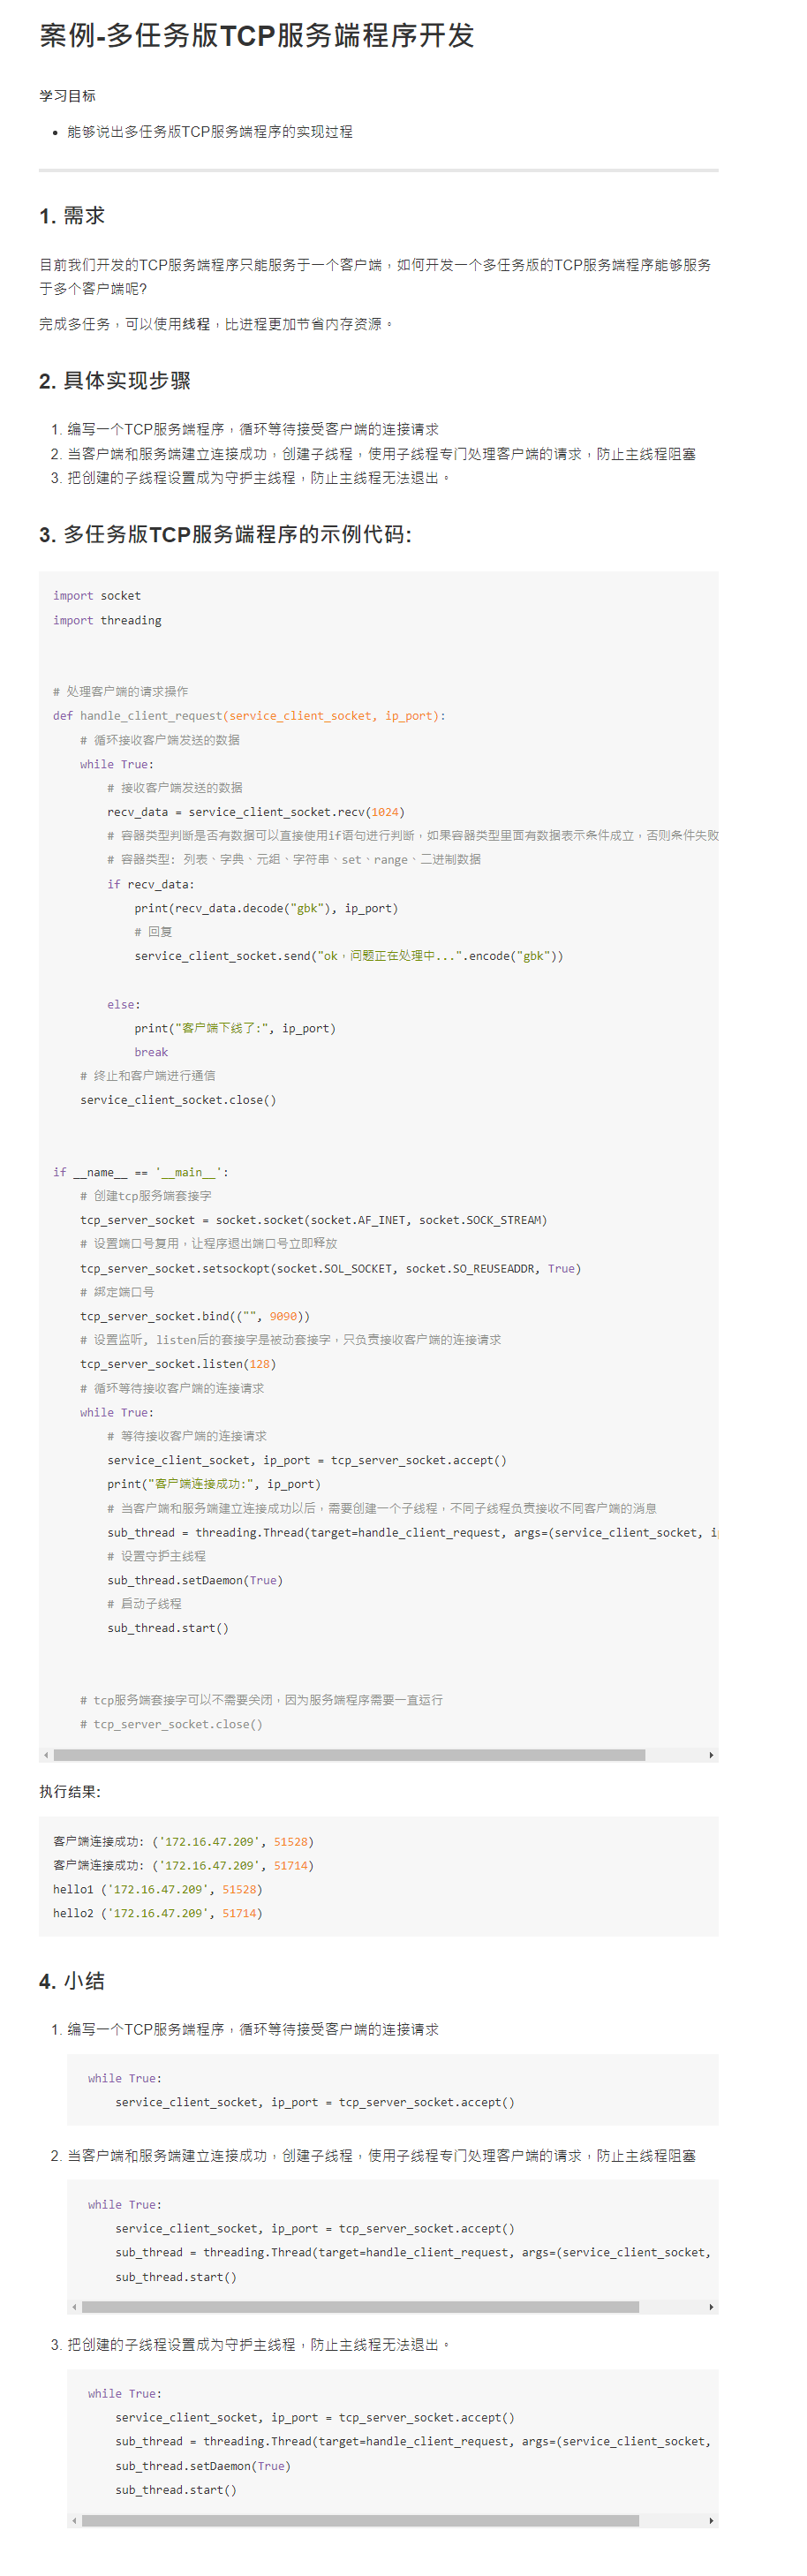 案例-多任务版TCP服务端程序开发
学习目标
• 能够说出多任务版TCP服务端程序的实现过程
1. 需求
目前我们开发的TCP服务端程序只能服务于一个客户端，如何开发一个多任务版的TCP服务端程序能够服务
于多个客户端呢?
完成多任务，可以使用线程，比进程更加节省内存资源。
2. 具体实现步骤
1. 编写一个TCP服务端程序，循环等待接受客户端的连接请求
2. 当客户端和服务端建立连接成功，创建子线程，使用子线程专门处理客户端的请求，防止主线程阻塞
3. 把创建的子线程设置成为守护主线程，防止主线程无法退出。
3. 多任务版TCP服务端程序的示例代码:
import socket
import threading
# 处理客户端的请求操作
def handle_client_request(service_client_socket, ip_port):
# 循环接收客户端发送的数据
while True:
# 接收客户端发送的数据
recv_data = service_client_socket.recv(1024)
# 容器类型判断是否有数据可以直接使用if语句进行判断，如果容器类型里面有数据表示条件成立，否则条件失败
# 容器类型: 列表、字典、元组、字符串、set、range、二进制数据
if recv_data:
print(recv_data.decode("gbk"), ip_port)
# 回复
service_client_socket.send("ok，问题正在处理中...".encode("gbk"))
else:
print("客户端下线了:", ip_port)
break
# 终止和客户端进行通信
service_client_socket.close()
if __name__ == '__main__':
# 创建tcp服务端套接字
tcp_server_socket = socket.socket(socket.AF_INET, socket.SOCK_STREAM)
# 设置端口号复用，让程序退出端口号立即释放
tcp_server_socket.setsockopt(socket.SOL_SOCKET, socket.SO_REUSEADDR, True)
# 绑定端口号
tcp_server_socket.bind(("", 9090))
# 设置监听, listen后的套接字是被动套接字，只负责接收客户端的连接请求
tcp_server_socket.listen(128)
# 循环等待接收客户端的连接请求
while True:
# 等待接收客户端的连接请求
service_client_socket, ip_port = tcp_server_socket.accept()
print("客户端连接成功:", ip_port)
# 当客户端和服务端建立连接成功以后，需要创建一个子线程，不同子线程负责接收不同客户端的消息
sub_thread = threading.Thread(target=handle_client_request, args=(service_client_socket, i
# 设置守护主线程
sub_thread.setDaemon(True)
# 启动子线程
sub_thread.start()
# tcp服务端套接字可以不需要关闭，因为服务端程序需要一直运行
# tcp_server_socket.close()
执行结果:
客户端连接成功: ('172.16.47.209', 51528)
客户端连接成功: ('172.16.47.209', 51714)
hello1 ('172.16.47.209', 51528)
hello2 ('172.16.47.209', 51714)
4. 小结
1. 编写一个TCP服务端程序，循环等待接受客户端的连接请求
while True:
service_client_socket, ip_port = tcp_server_socket.accept()
2. 当客户端和服务端建立连接成功，创建子线程，使用子线程专门处理客户端的请求，防止主线程阻塞
while True:
service_client_socket, ip_port = tcp_server_socket.accept()
sub_thread = threading.Thread(target=handle_client_request, args=(service_client_socket,
sub_thread.start()
3. 把创建的子线程设置成为守护主线程，防止主线程无法退出。
while True:
service_client_socket, ip_port = tcp_server_socket.accept()
sub_thread = threading.Thread(target=handle_client_request, args=(service_client_socket,
sub_thread.setDaemon(True)
sub_thread.start()